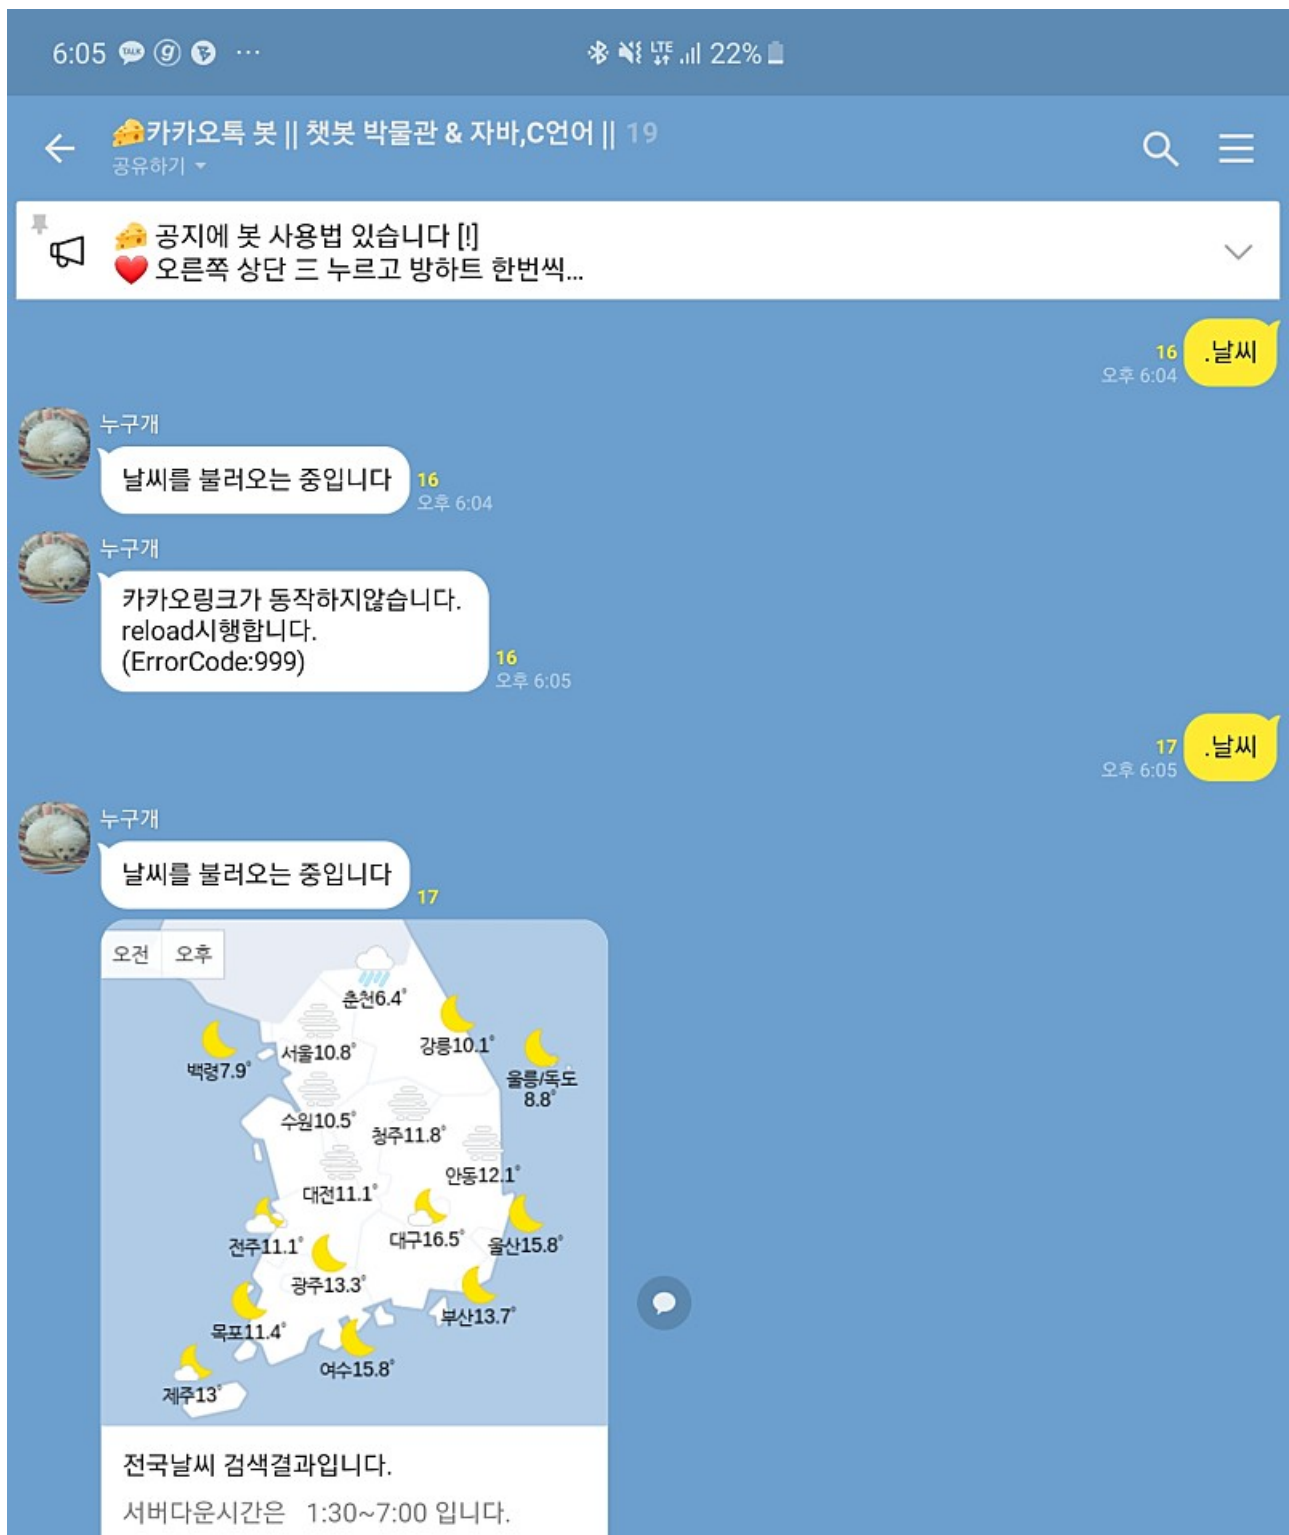 6:05 TALK g ···
LTE 22%
카카오톡 봇 || 챗봇 박물관 & 자바,C언어 || 19
공유하기
공지에 봇 사용법 있습니다 [!]
오른쪽 상단 三 누르고 방하트 한번씩...
16 .날씨
오후 6:04
누구개
날씨를 불러오는 중입니다 16
오후 6:04
누구개
카카오링크가 동작하지않습니다.
reload시행합니다.
(ErrorCode:999) 16
오후 6:05
17 .날씨
오후 6:05
누구개
날씨를 불러오는 중입니다 17
오전 오후
춘천6.4°
강릉10.1°
서울10.8°
백령7.9°
울릉/독도
8.8°
수원10.5°
청주11.8°
안동12.1°
대전11.1°
대구16.5°
전주11.1°
울산15.8°
광주13.3°
부산13.7°
목포11.4°
여수15.8°
제주13°
전국날씨 검색결과입니다.
서버다운시간은 1:30~7:00 입니다.